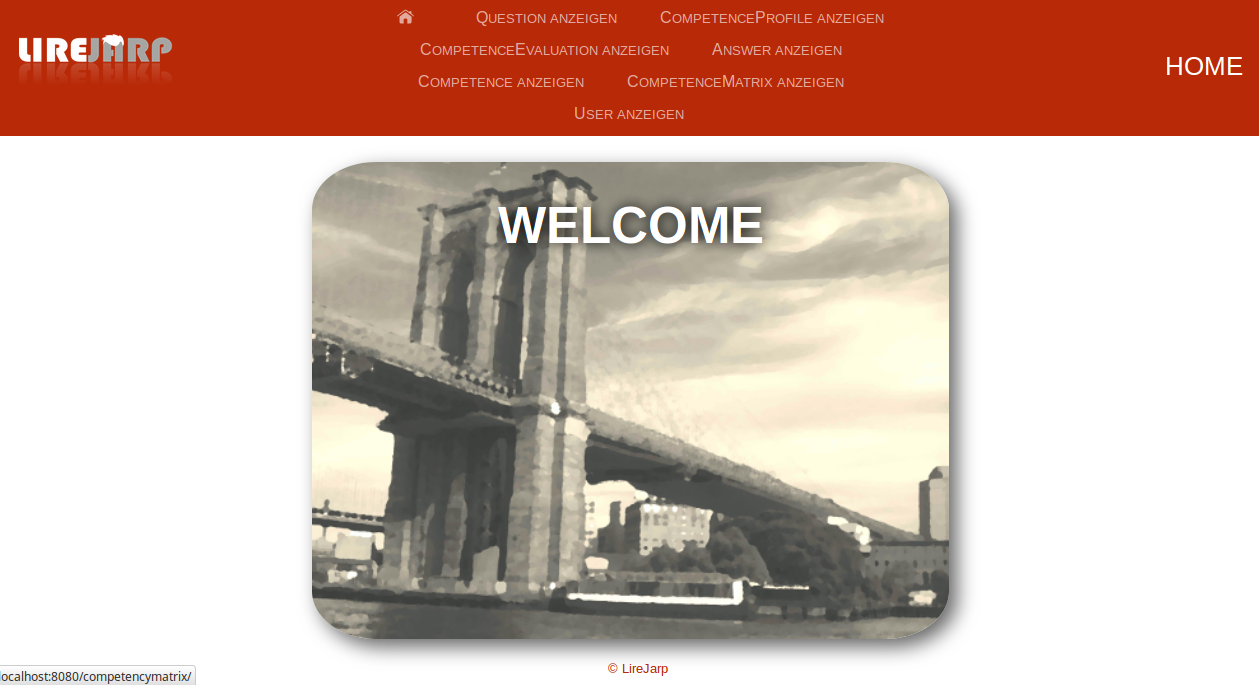 LIREJARP
QUESTION ANZEIGEN COMPETENCEPROFILE ANZEIGEN
COMPETENCEEVALUATION ANZEIGEN ANSWER ANZEIGEN
COMPETENCE ANZEIGEN COMPETENCEMATRIX ANZEIGEN
USER ANZEIGEN
HOME
WELCOME
© LireJarp
localhost:8080/competencymatrix/